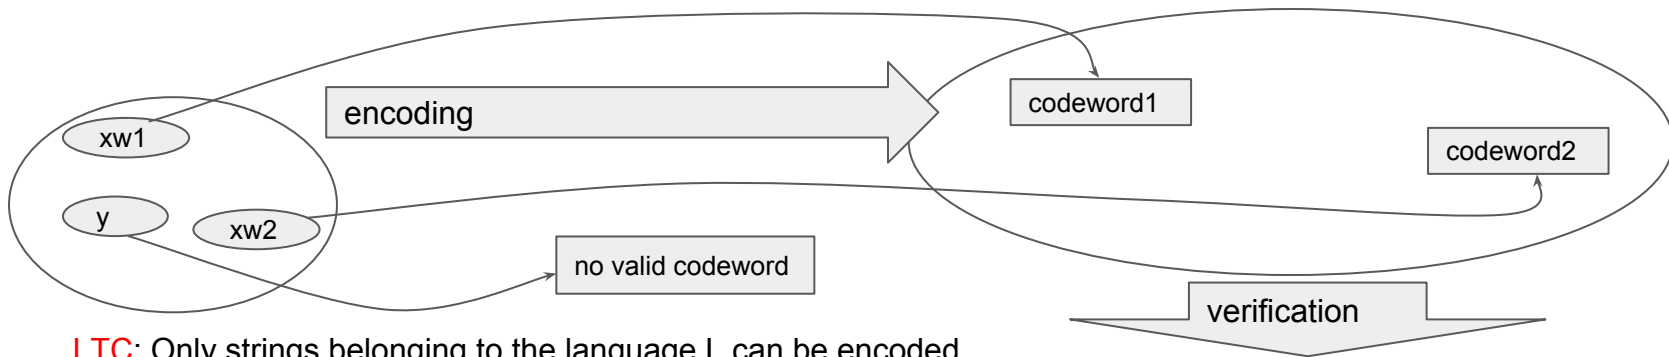 codeword1
encoding
xw1
codeword2
y
xw2
no valid codeword
verification
LTC: Only strings belonging to the language L can be encoded